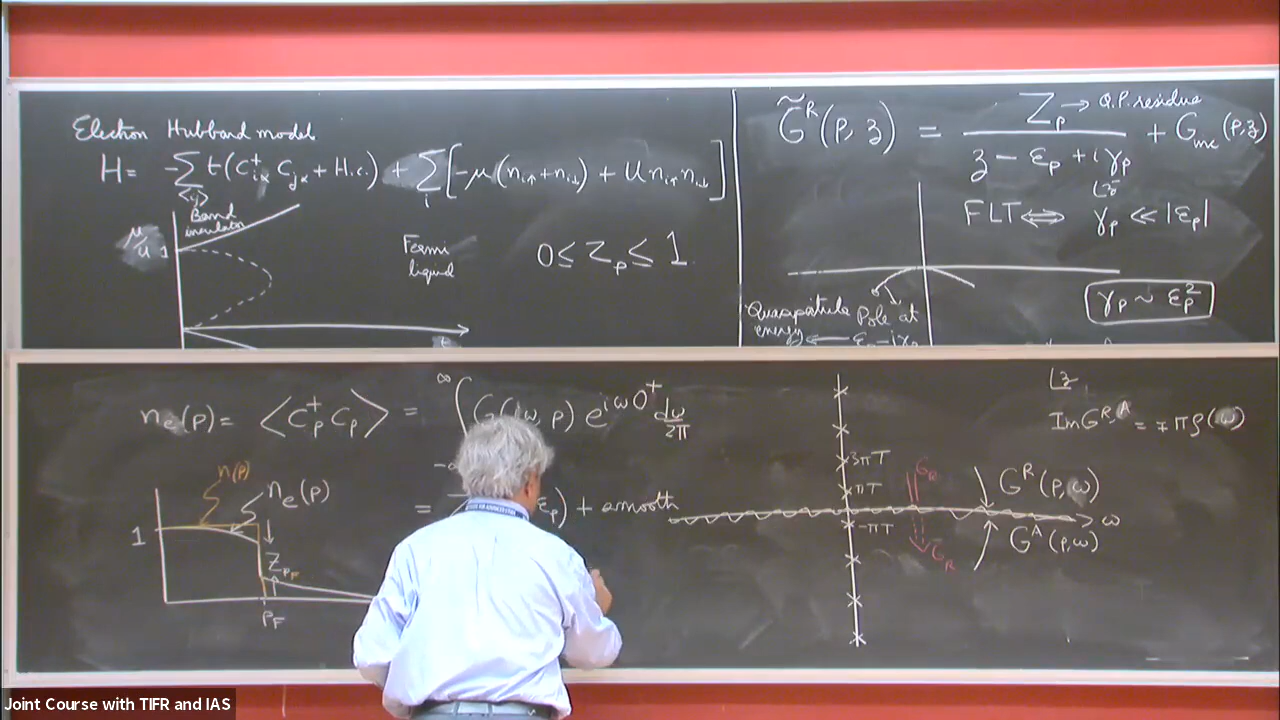 Electron Hubbard model
H = -∑ t(C†iα Cjα + H.c.) + ∑ [-μ(ni↑+ni↓) + U ni↑ni↓]
<ij>
i
Band
insulator
μ/U 1
Fermi
liquid
0 ≤ Zp ≤ 1
G̃ᴿ(p, z) = Zp / (z - εp + iγp) + Ginc(p,z)
→ Q.P. residue
FLT ⟺ γp ≪ |εp|
γp ~ εp²
Quasiparticle
energy
Pole at
εp - iγp
ne(p) = <Cp† Cp> = ∫ G(iω, p) e^{iω0⁺} dω/2π
∞
= εp) + smooth
n(p)
ne(p)
1
ZpF
pF
3πT
πT
-πT
GR
G̃R
Gᴿ(p,ω)
Gᴬ(p,ω)
ω
z
Im Gᴿ,ᴬ = ∓πρ(ω)
Joint Course with TIFR and IAS